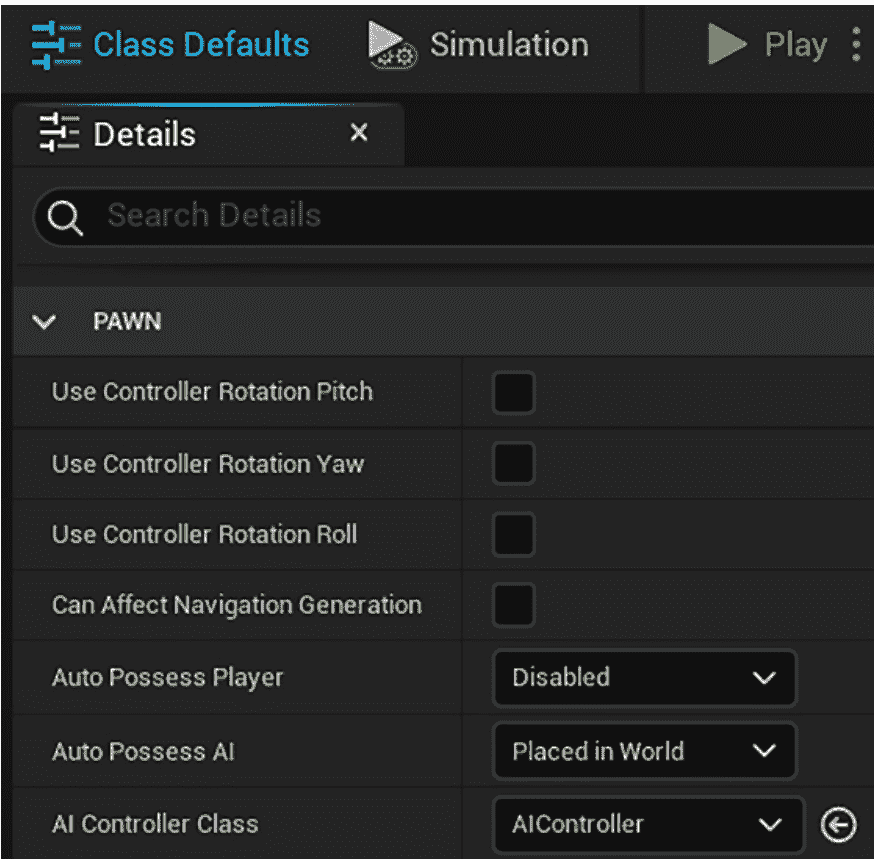 Class Defaults Simulation Play
Details
Search Details
PAWN
Use Controller Rotation Pitch
Use Controller Rotation Yaw
Use Controller Rotation Roll
Can Affect Navigation Generation
Auto Possess Player Disabled
Auto Possess AI Placed in World
AI Controller Class AIController